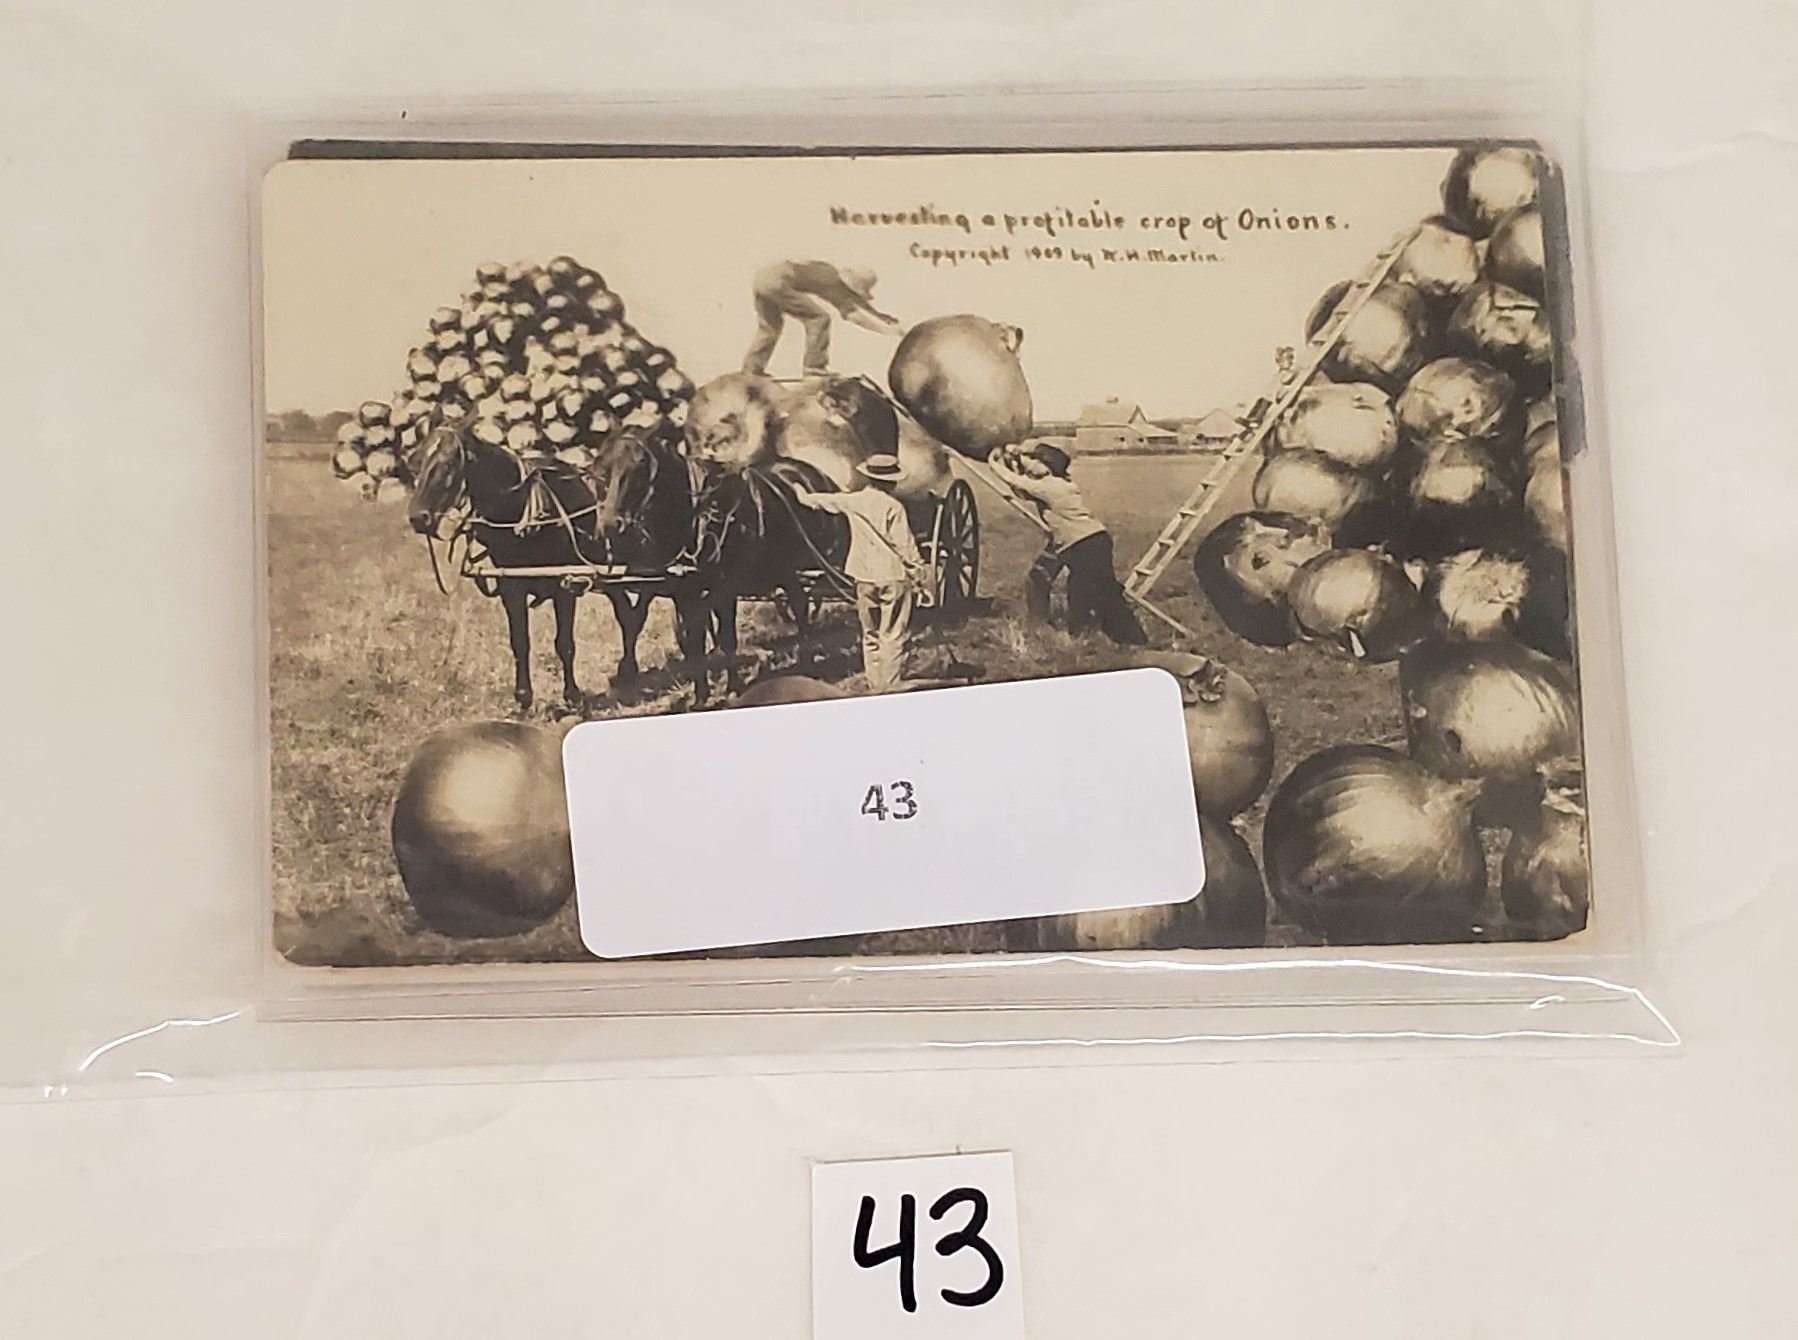 Harvesting a profitable crop of Onions.
Copyright 1909 by W.H.Martin.
43
43